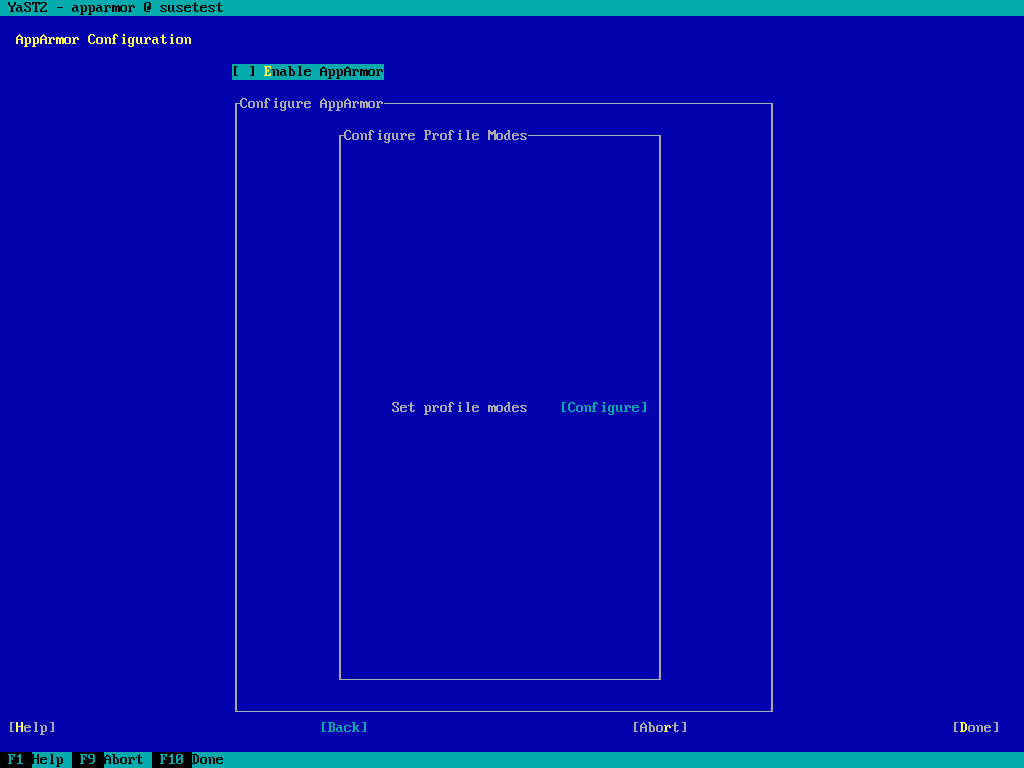 YaST2 - apparmor @ susetest
AppArmor Configuration
[ ] Enable AppArmor
Configure AppArmor
Configure Profile Modes
Set profile modes [Configure]
[Help] [Back] [Abort] [Done]
F1 Help F9 Abort F10 Done